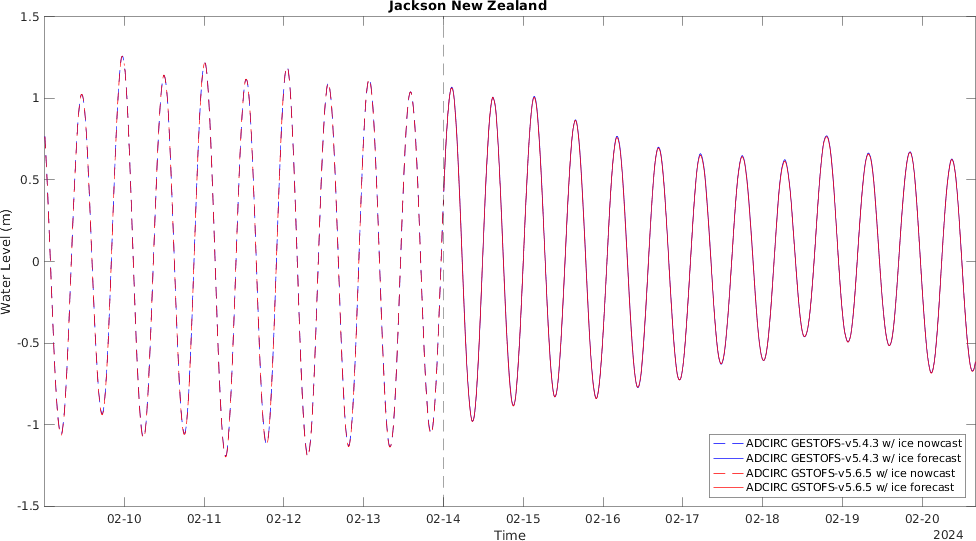 Jackson New Zealand
1.5
1
0.5
0
-0.5
-1
-1.5
Water Level (m)
ADCIRC GESTOFS-v5.4.3 w/ ice nowcast
ADCIRC GESTOFS-v5.4.3 w/ ice forecast
ADCIRC GSTOFS-v5.6.5 w/ ice nowcast
ADCIRC GSTOFS-v5.6.5 w/ ice forecast
02-10 02-11 02-12 02-13 02-14 02-15 02-16 02-17 02-18 02-19 02-20
Time
2024